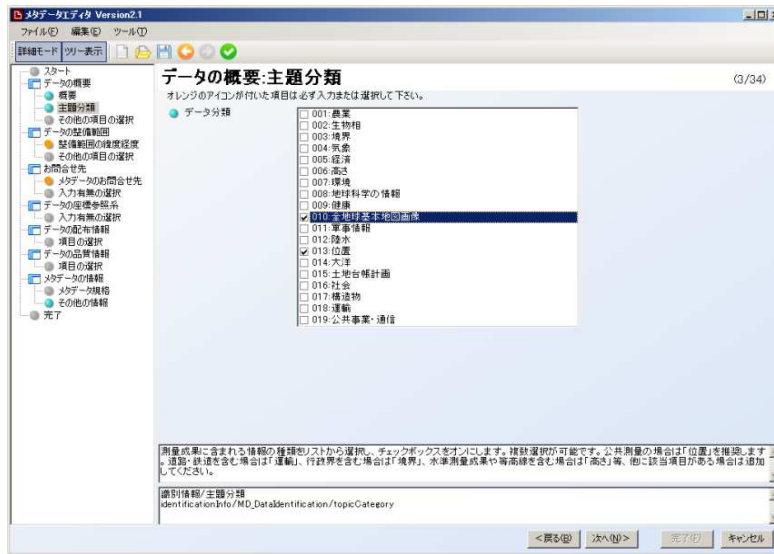 メタデータエディタ Version2.1
ファイル(F) 編集(E) ツール(T)
詳細モード ツリー表示
スタート
データの概要
概要
主題分類
その他の項目の選択
データの整備範囲
整備範囲の緯度経度
その他の項目の選択
お問合せ先
メタデータのお問合せ先
入力有無の選択
データの座標参照系
入力有無の選択
データの配布情報
項目の選択
データの品質情報
項目の選択
メタデータの情報
メタデータ規格
その他の情報
完了
データの概要:主題分類
(3/34)
オレンジのアイコンが付いた項目は必ず入力または選択して下さい。
データ分類
001:農業
002:生物相
003:境界
004:気象
005:経済
006:高さ
007:環境
008:地球科学の情報
009:健康
010:全地球基本地図画像
011:軍事情報
012:陸水
013:位置
014:大洋
015:土地台帳計画
016:社会
017:構造物
018:運輸
019:公共事業・通信
測量成果に含まれる情報の種類をリストから選択し、チェックボックスをオンにします。複数選択が可能です。公共測量の場合は「位置」を推奨します
。道路・鉄道を含む場合は「運輸」、行政界を含む場合は「境界」、水準測量成果や等高線を含む場合は「高さ」等、他に該当項目がある場合は追加
してください。
識別情報/主題分類
identificationInfo/MD_DataIdentification/topicCategory
<戻る(B) 次へ(N)> 完了(F) キャンセル